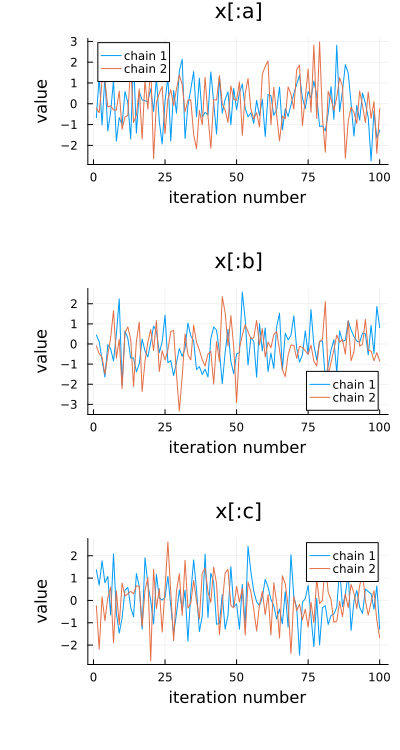 x[:a]
3
2
1
0
−1
−2
chain 1
chain 2
value
0 25 50 75 100
iteration number
x[:b]
2
1
0
−1
−2
−3
chain 1
chain 2
value
0 25 50 75 100
iteration number
x[:c]
2
1
0
−1
−2
chain 1
chain 2
value
0 25 50 75 100
iteration number